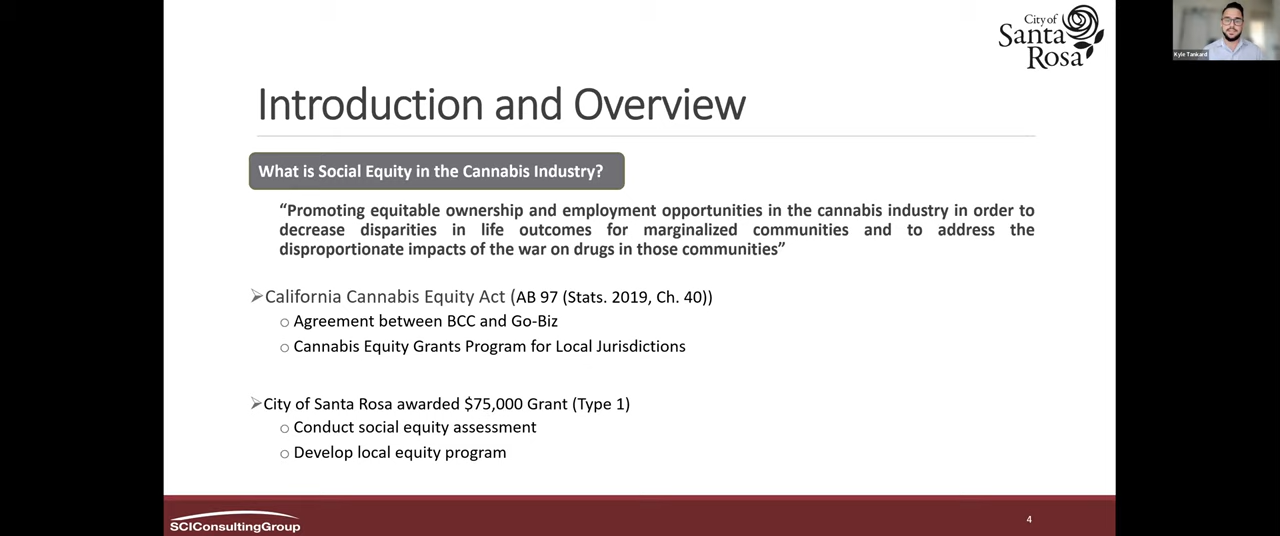 City of
Santa
Rosa
Kyle Tankard
Introduction and Overview
What is Social Equity in the Cannabis Industry?
“Promoting equitable ownership and employment opportunities in the cannabis industry in order to
decrease disparities in life outcomes for marginalized communities and to address the
disproportionate impacts of the war on drugs in those communities”
California Cannabis Equity Act (AB 97 (Stats. 2019, Ch. 40))
Agreement between BCC and Go-Biz
Cannabis Equity Grants Program for Local Jurisdictions
City of Santa Rosa awarded $75,000 Grant (Type 1)
Conduct social equity assessment
Develop local equity program
SCIConsultingGroup
4